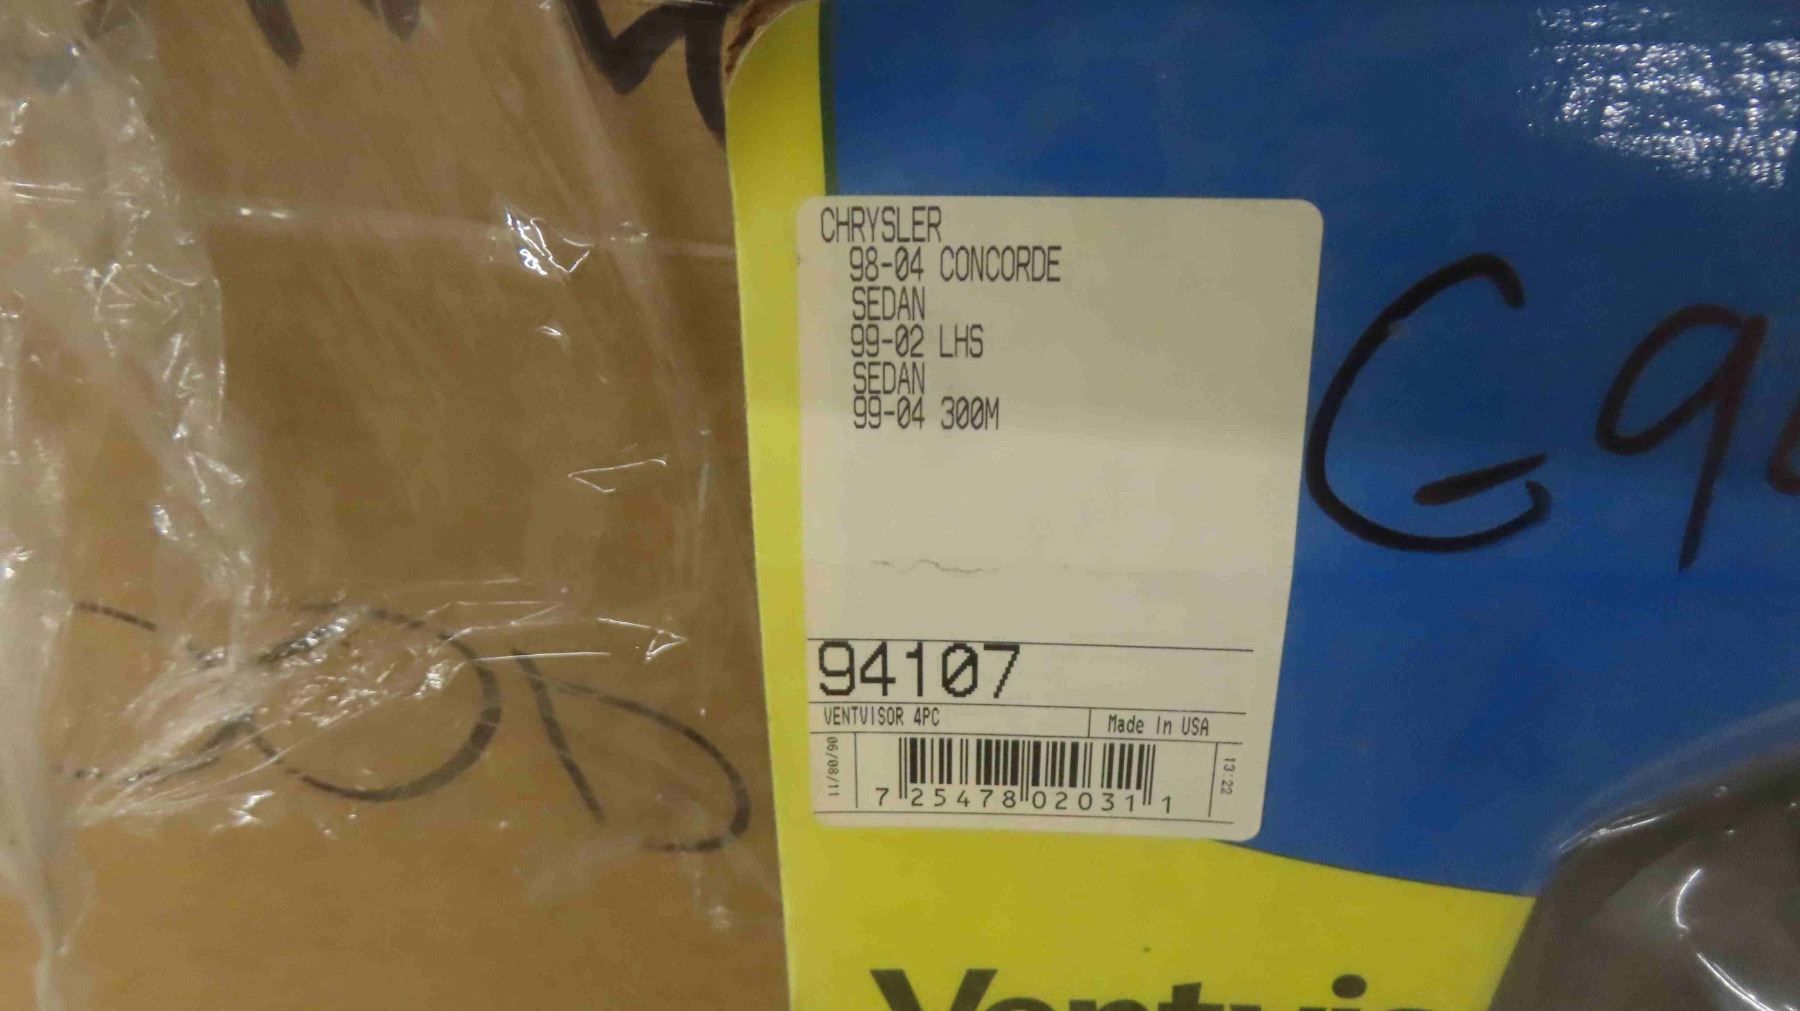 CHRYSLER
98-04 CONCORDE
SEDAN
99-02 LHS
SEDAN
99-04 300M
94107
VENTVISOR 4PC
Made In USA
06/08/11
13:22
7 25478 02031 1
G9